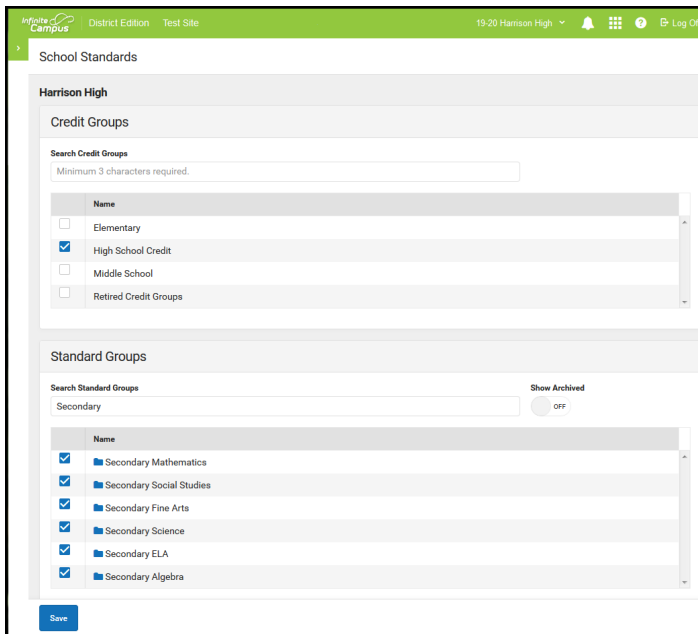 Infinite Campus District Edition Test Site 19-20 Harrison High ? Log Of
School Standards
Harrison High
Credit Groups
Search Credit Groups
Minimum 3 characters required.
Name
Elementary
High School Credit
Middle School
Retired Credit Groups
Standard Groups
Search Standard Groups Show Archived
Secondary OFF
Name
Secondary Mathematics
Secondary Social Studies
Secondary Fine Arts
Secondary Science
Secondary ELA
Secondary Algebra
Save